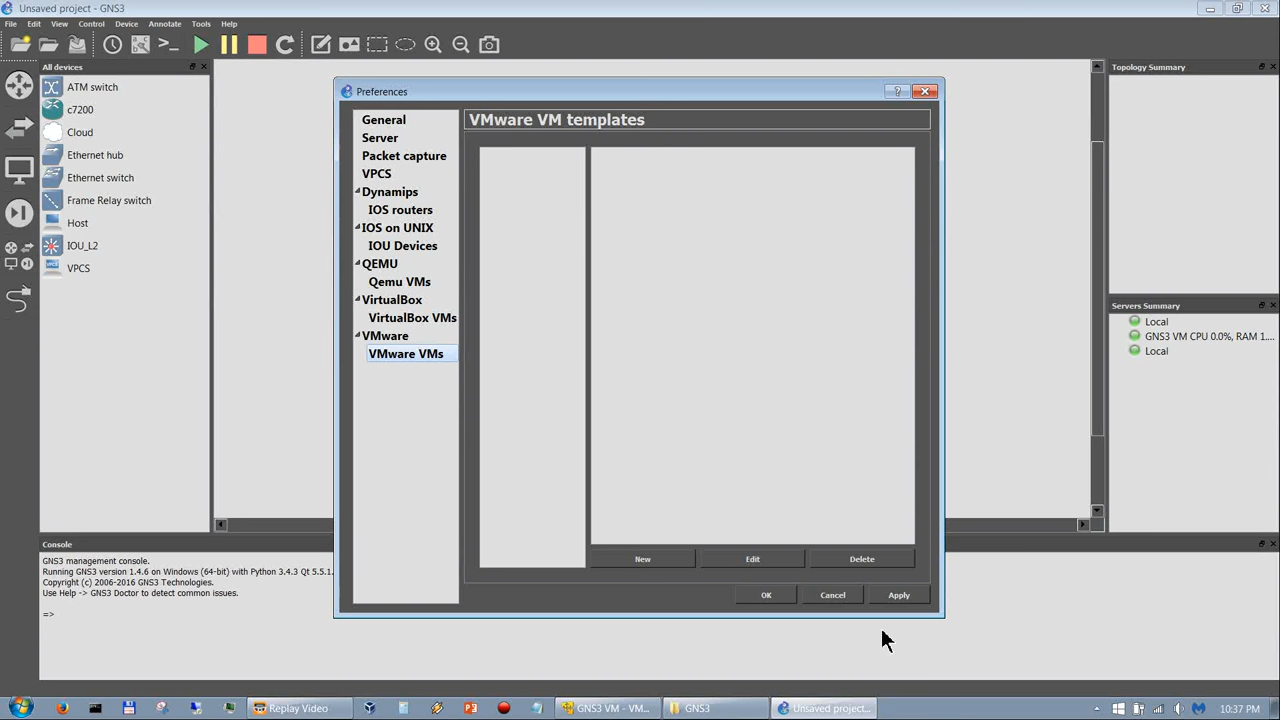 Unsaved project - GNS3
File Edit View Control Device Annotate Tools Help
All devices
ATM switch
c7200
Cloud
Ethernet hub
Ethernet switch
Frame Relay switch
Host
IOU_L2
VPCS
Preferences
General
Server
Packet capture
VPCS
Dynamips
IOS routers
IOS on UNIX
IOU Devices
QEMU
Qemu VMs
VirtualBox
VirtualBox VMs
VMware
VMware VMs
VMware VM templates
New Edit Delete
OK Cancel Apply
Topology Summary
Servers Summary
Local
GNS3 VM CPU 0.0%, RAM 1....
Local
Console
GNS3 management console.
Running GNS3 version 1.4.6 on Windows (64-bit) with Python 3.4.3 Qt 5.5.1.
Copyright (c) 2006-2016 GNS3 Technologies.
Use Help -> GNS3 Doctor to detect common issues.
=>
Replay Video
GNS3 VM - VM...
GNS3
Unsaved project...
10:37 PM